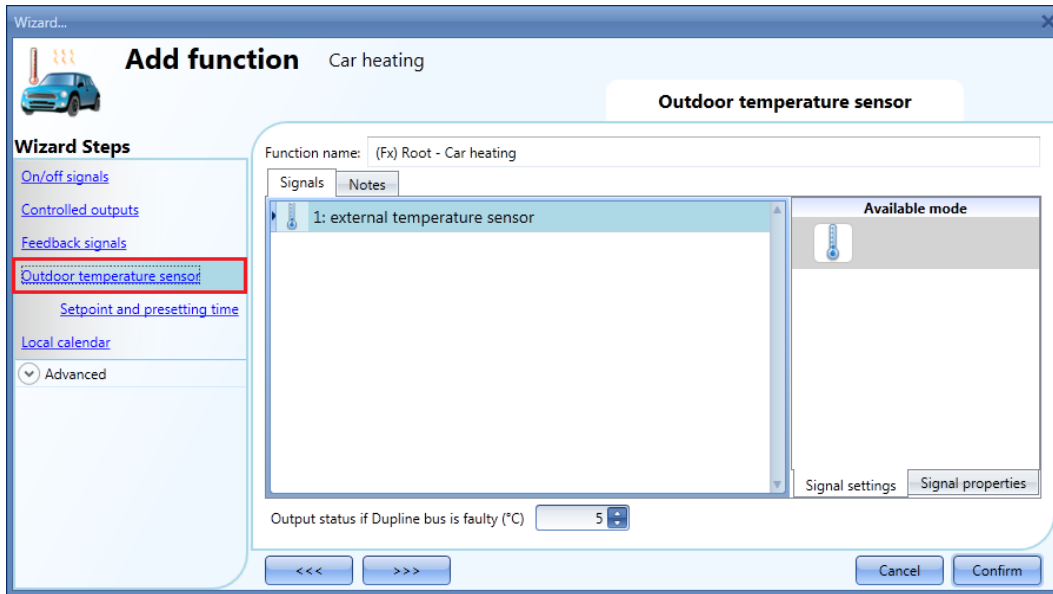 Wizard...
Add function Car heating
Outdoor temperature sensor
Wizard Steps
On/off signals
Controlled outputs
Feedback signals
Outdoor temperature sensor
Setpoint and presetting time
Local calendar
Advanced
Function name: (Fx) Root - Car heating
Signals Notes
1: external temperature sensor
Available mode
Signal settings Signal properties
Output status if Dupline bus is faulty (°C) 5
<<< >>> Cancel Confirm